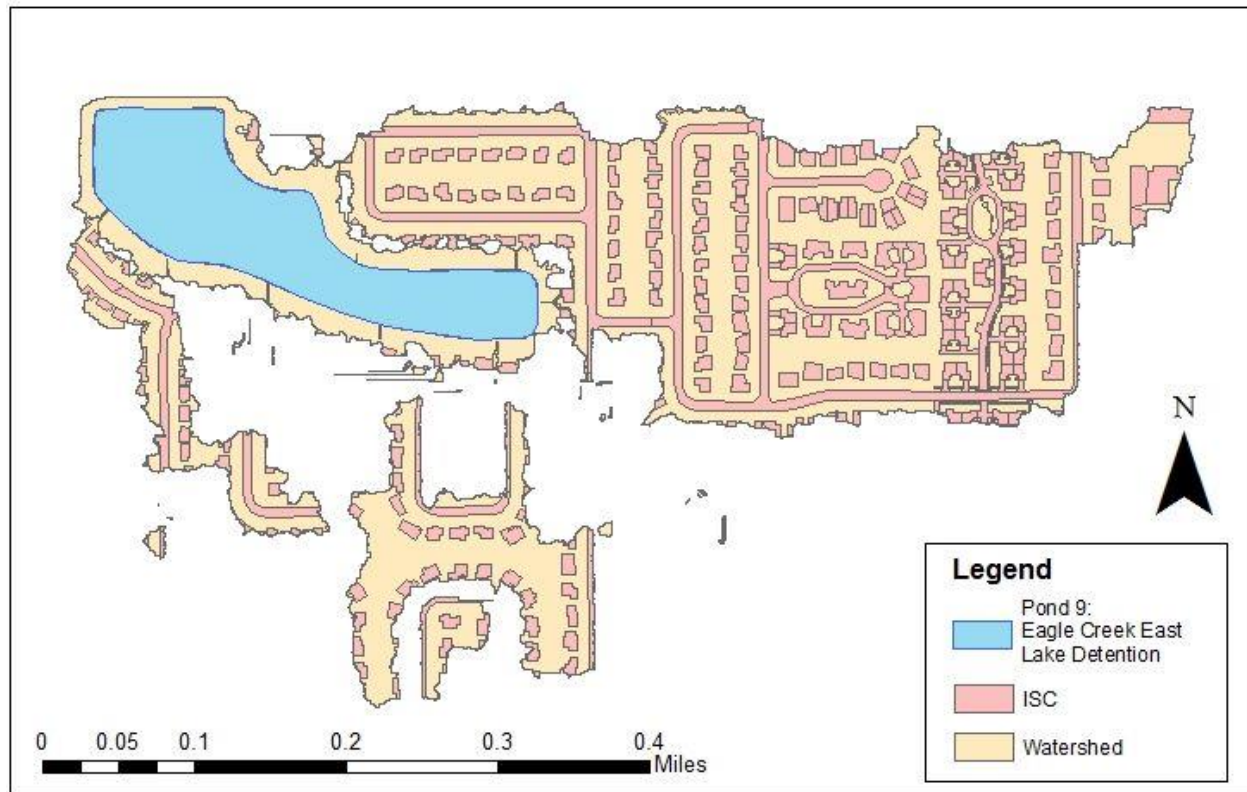 N
Legend
Pond 9:
Eagle Creek East
Lake Detention
ISC
Watershed
0 0.05 0.1 0.2 0.3 0.4
Miles